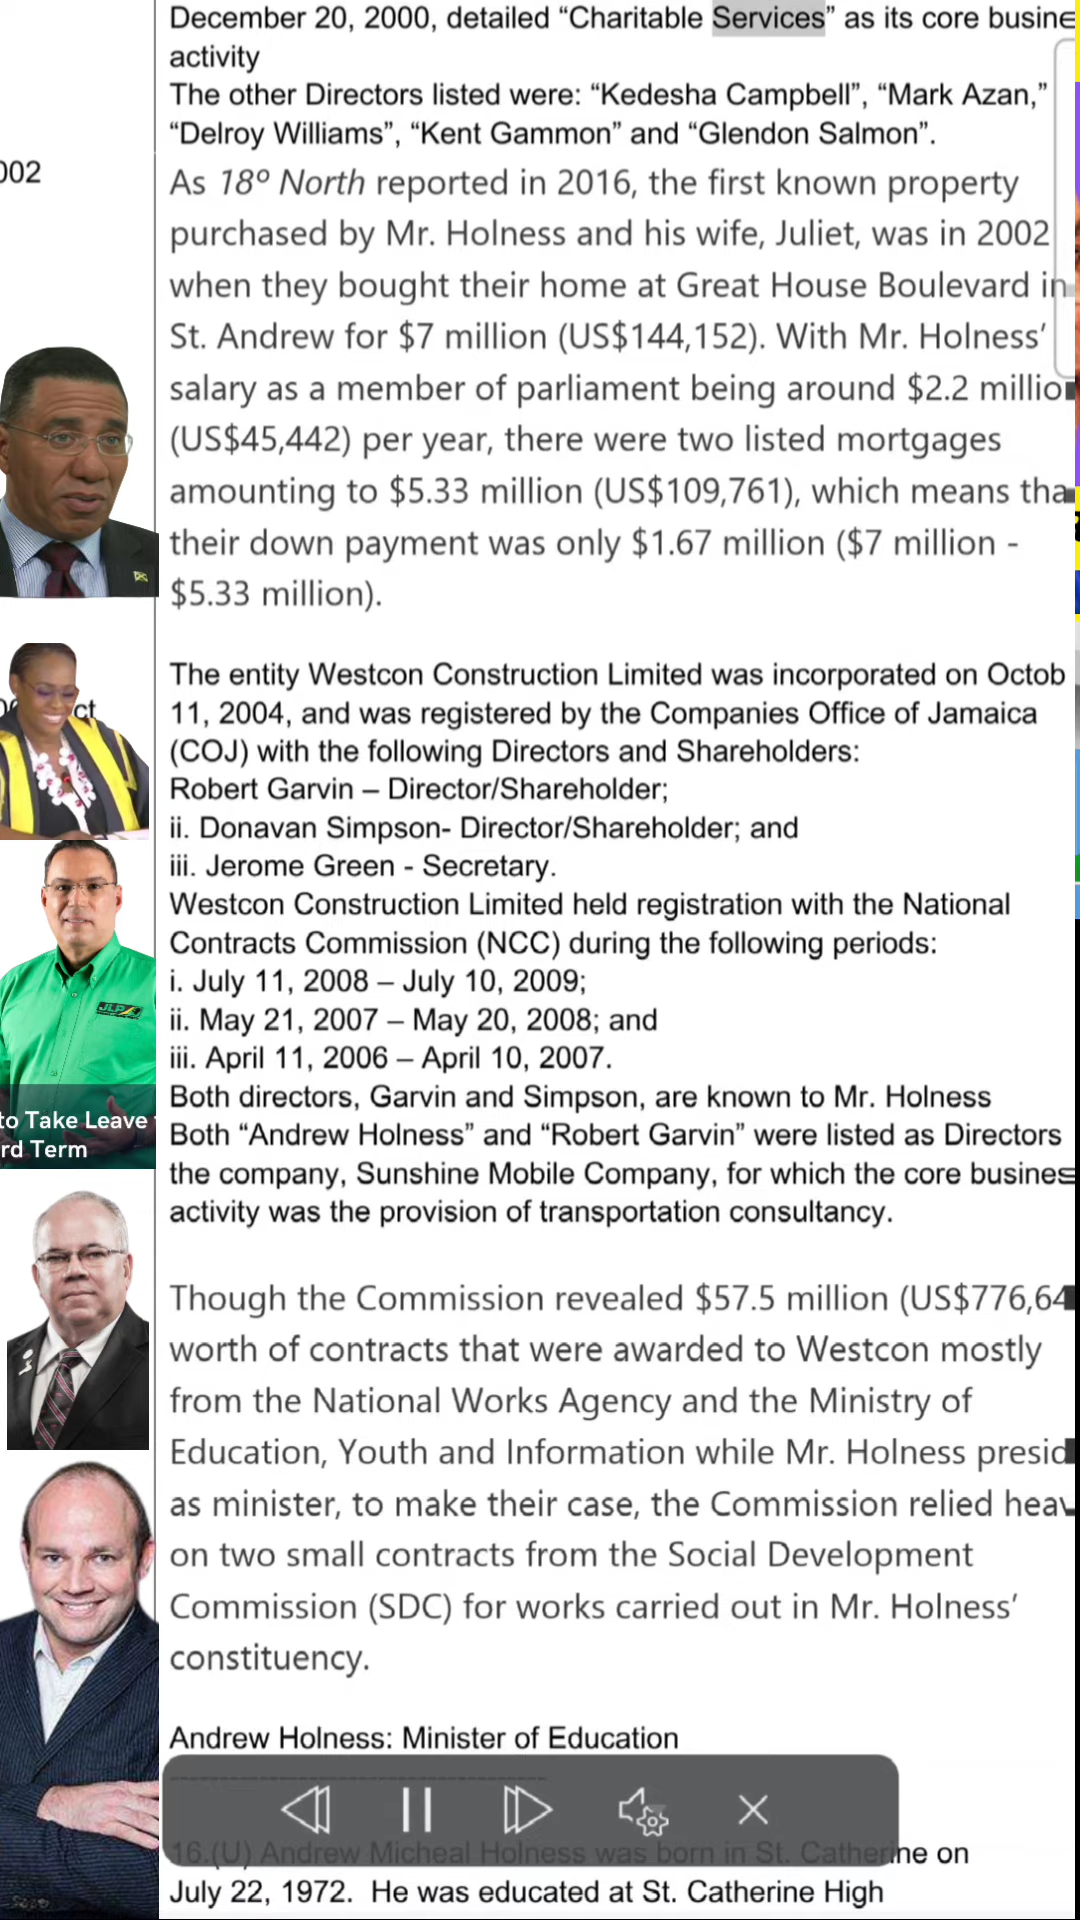 December 20, 2000, detailed “Charitable Services” as its core busine
activity
The other Directors listed were: “Kedesha Campbell”, “Mark Azan,”
“Delroy Williams”, “Kent Gammon” and “Glendon Salmon”.
002
As 18º North reported in 2016, the first known property
purchased by Mr. Holness and his wife, Juliet, was in 2002
when they bought their home at Great House Boulevard in
St. Andrew for $7 million (US$144,152). With Mr. Holness’
salary as a member of parliament being around $2.2 millio
(US$45,442) per year, there were two listed mortgages
amounting to $5.33 million (US$109,761), which means tha
their down payment was only $1.67 million ($7 million -
$5.33 million).
The entity Westcon Construction Limited was incorporated on Octob
ct
11, 2004, and was registered by the Companies Office of Jamaica
(COJ) with the following Directors and Shareholders:
Robert Garvin – Director/Shareholder;
ii. Donavan Simpson- Director/Shareholder; and
iii. Jerome Green - Secretary.
Westcon Construction Limited held registration with the National
Contracts Commission (NCC) during the following periods:
i. July 11, 2008 – July 10, 2009;
JLP
ii. May 21, 2007 – May 20, 2008; and
iii. April 11, 2006 – April 10, 2007.
Both directors, Garvin and Simpson, are known to Mr. Holness
to Take Leave
rd Term
Both “Andrew Holness” and “Robert Garvin” were listed as Directors
the company, Sunshine Mobile Company, for which the core busines
activity was the provision of transportation consultancy.
Though the Commission revealed $57.5 million (US$776,64
worth of contracts that were awarded to Westcon mostly
from the National Works Agency and the Ministry of
Education, Youth and Information while Mr. Holness presid
as minister, to make their case, the Commission relied heav
on two small contracts from the Social Development
Commission (SDC) for works carried out in Mr. Holness’
constituency.
Andrew Holness: Minister of Education
16.(U) Andrew Micheal Holness was born in St. Catherine on
July 22, 1972. He was educated at St. Catherine High